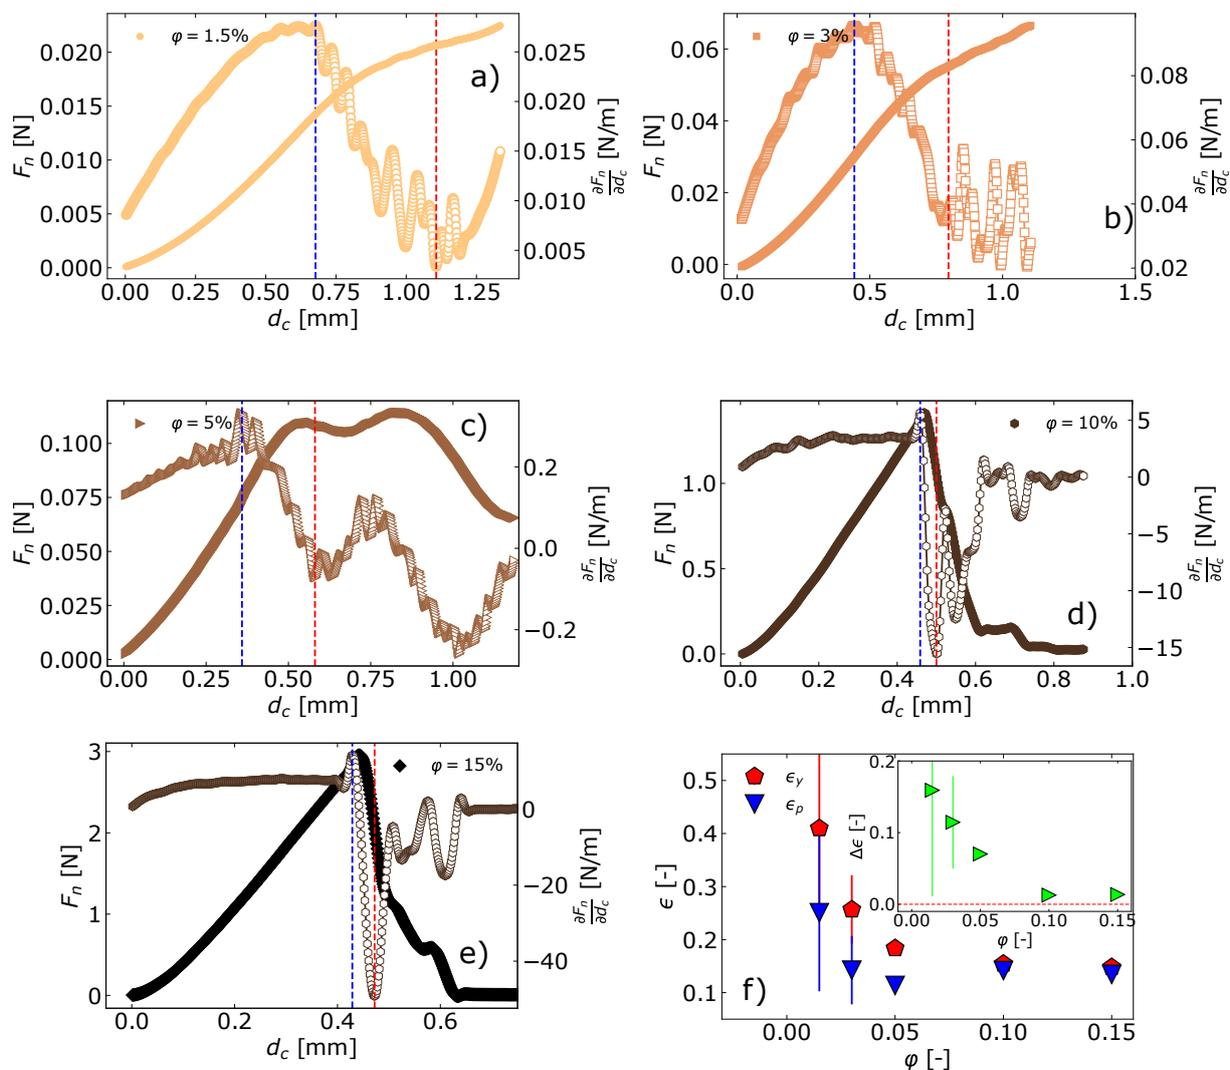 φ = 1.5%
a)
0.020
0.015
0.010
0.005
0.000
F_n [N]
0.025
0.020
0.015
0.010
0.005
∂F_n/∂d_c [N/m]
0.00 0.25 0.50 0.75 1.00 1.25
d_c [mm]
φ = 3%
b)
0.06
0.04
0.02
0.00
F_n [N]
0.08
0.06
0.04
0.02
∂F_n/∂d_c [N/m]
0.0 0.5 1.0 1.5
d_c [mm]
φ = 5%
c)
0.100
0.075
0.050
0.025
0.000
F_n [N]
0.2
0.0
−0.2
∂F_n/∂d_c [N/m]
0.00 0.25 0.50 0.75 1.00
d_c [mm]
φ = 10%
d)
1.0
0.5
0.0
F_n [N]
5
0
−5
−10
−15
∂F_n/∂d_c [N/m]
0.0 0.2 0.4 0.6 0.8 1.0
d_c [mm]
φ = 15%
e)
3
2
1
0
F_n [N]
0
−20
−40
∂F_n/∂d_c [N/m]
0.0 0.2 0.4 0.6
d_c [mm]
ϵ_y
ϵ_p
f)
0.5
0.4
0.3
0.2
0.1
ϵ [-]
0.00 0.05 0.10 0.15
φ [-]
0.2
0.1
0.0
Δϵ [-]
0.00 0.05 0.10 0.15
φ [-]